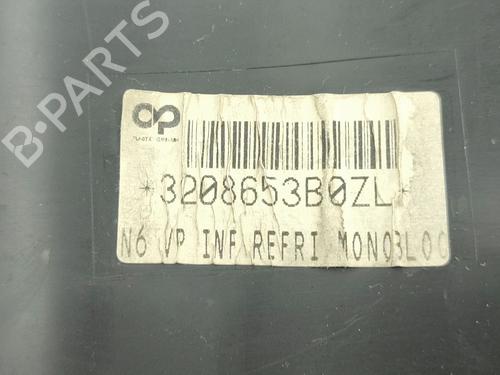 B-PARTS
*3208653B0ZL*
N6 VP INF REFRI MONOBLOC